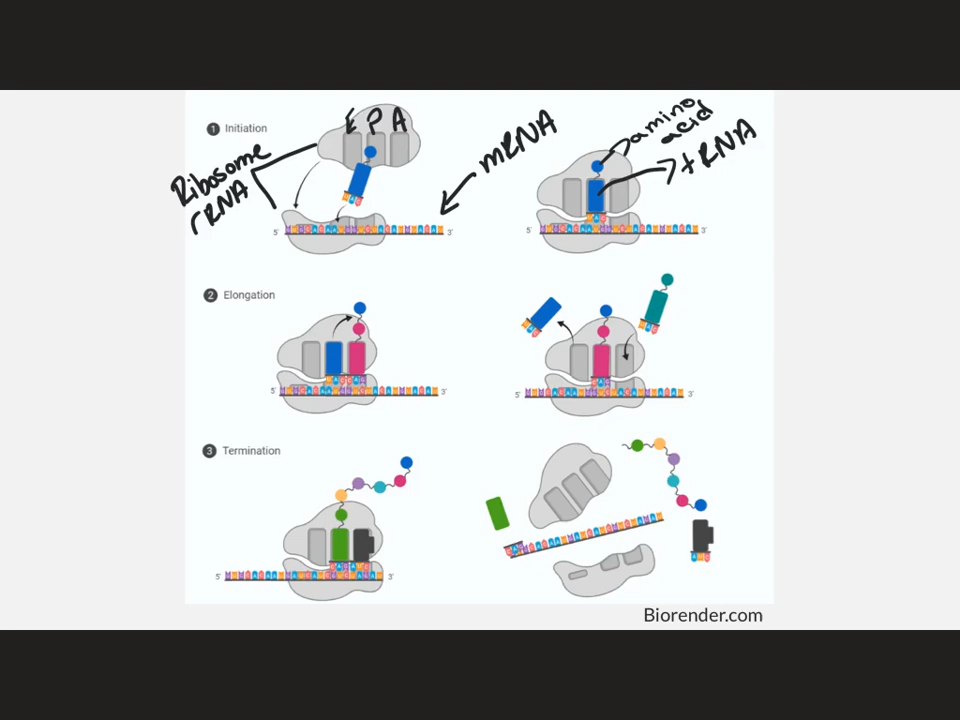 1 Initiation
E P A
Ribosome
rRNA
mRNA
amino
acid
tRNA
5' 3'
5' 3'
2 Elongation
5' 3'
5' 3'
3 Termination
5' 3'
Biorender.com